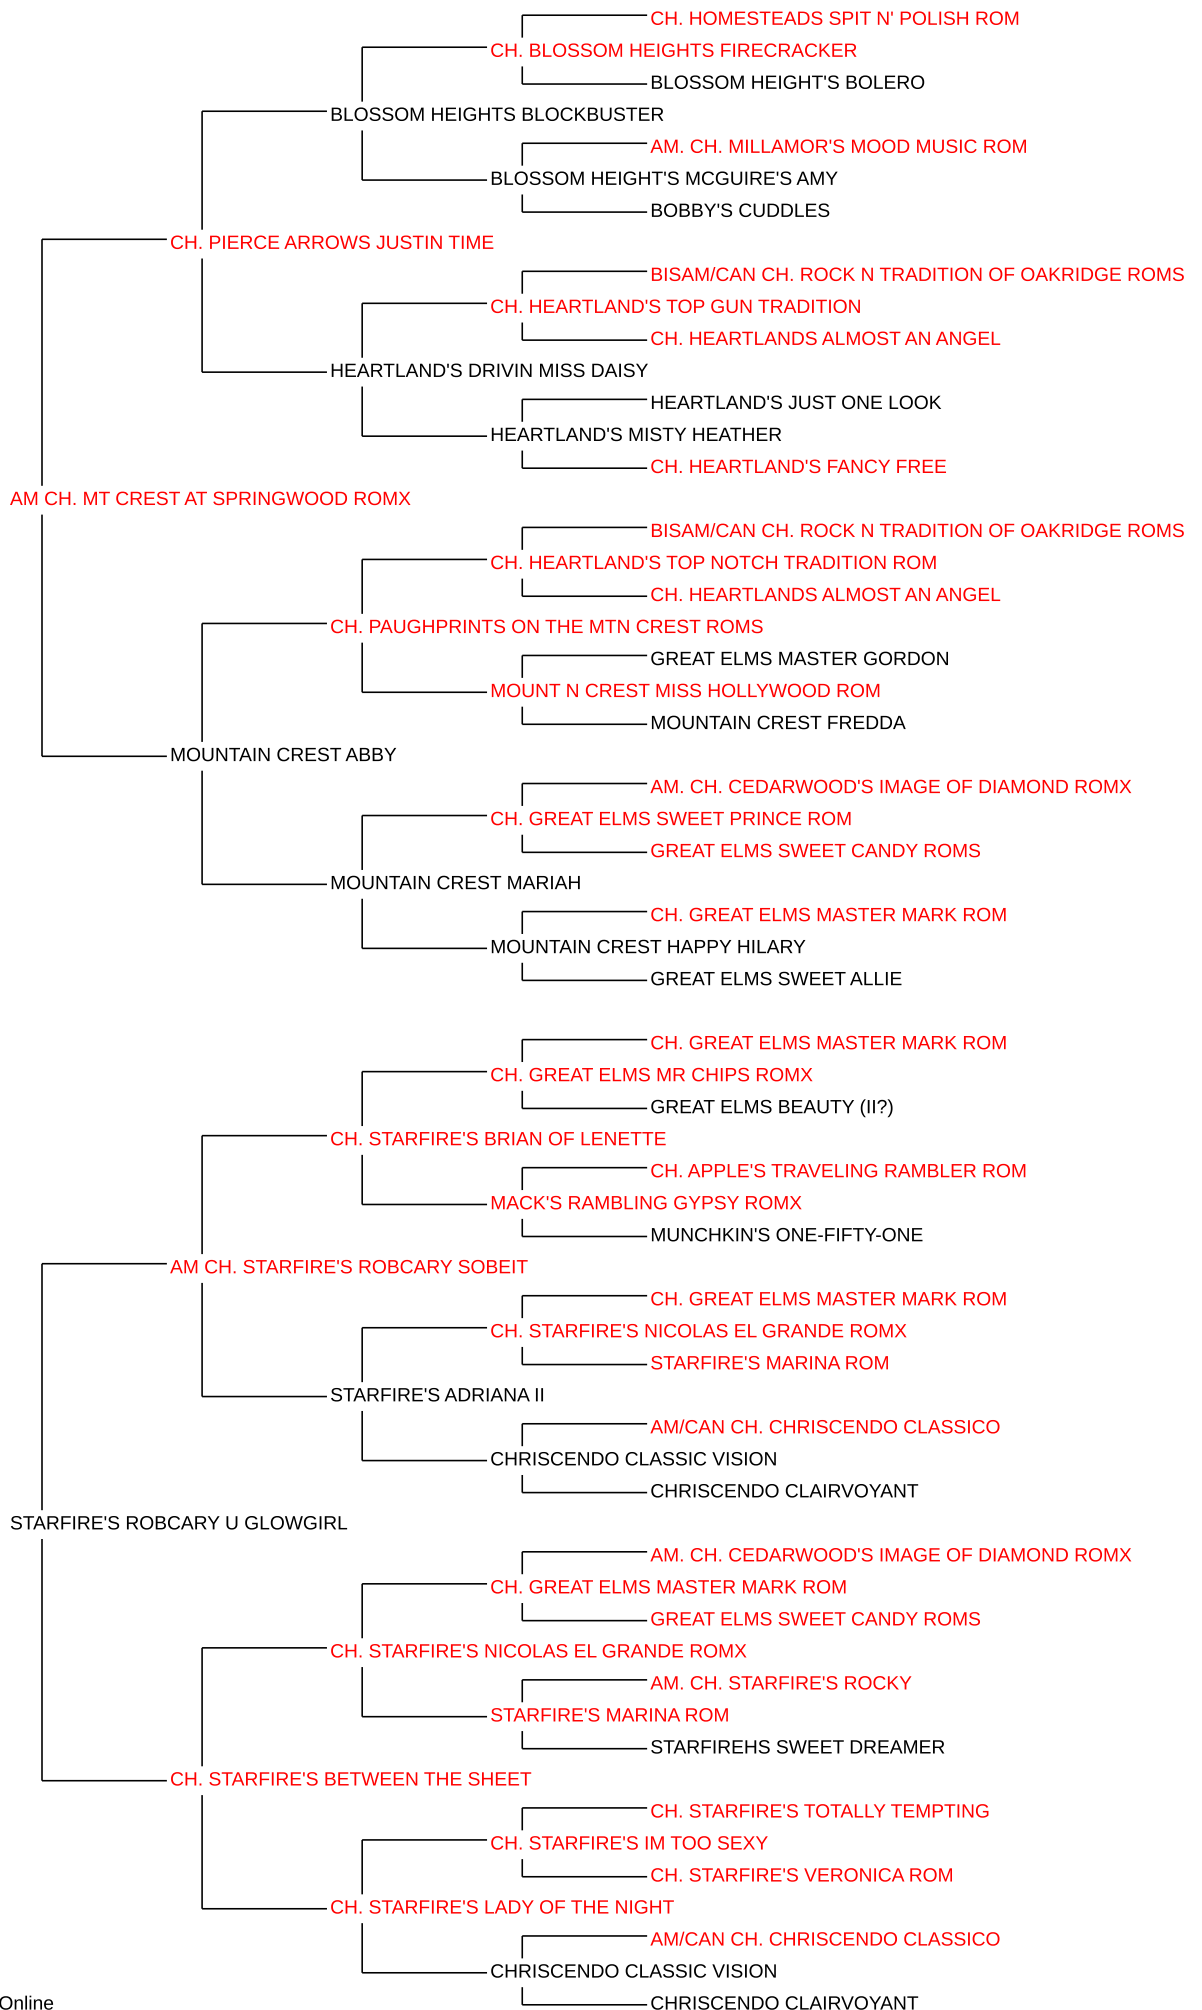 CH. HOMESTEADS SPIT N' POLISH ROM
CH. BLOSSOM HEIGHTS FIRECRACKER
BLOSSOM HEIGHT'S BOLERO
BLOSSOM HEIGHTS BLOCKBUSTER
AM. CH. MILLAMOR'S MOOD MUSIC ROM
BLOSSOM HEIGHT'S MCGUIRE'S AMY
BOBBY'S CUDDLES
CH. PIERCE ARROWS JUSTIN TIME
BISAM/CAN CH. ROCK N TRADITION OF OAKRIDGE ROMS
CH. HEARTLAND'S TOP GUN TRADITION
CH. HEARTLANDS ALMOST AN ANGEL
HEARTLAND'S DRIVIN MISS DAISY
HEARTLAND'S JUST ONE LOOK
HEARTLAND'S MISTY HEATHER
CH. HEARTLAND'S FANCY FREE
AM CH. MT CREST AT SPRINGWOOD ROMX
BISAM/CAN CH. ROCK N TRADITION OF OAKRIDGE ROMS
CH. HEARTLAND'S TOP NOTCH TRADITION ROM
CH. HEARTLANDS ALMOST AN ANGEL
CH. PAUGHPRINTS ON THE MTN CREST ROMS
GREAT ELMS MASTER GORDON
MOUNT N CREST MISS HOLLYWOOD ROM
MOUNTAIN CREST FREDDA
MOUNTAIN CREST ABBY
AM. CH. CEDARWOOD'S IMAGE OF DIAMOND ROMX
CH. GREAT ELMS SWEET PRINCE ROM
GREAT ELMS SWEET CANDY ROMS
MOUNTAIN CREST MARIAH
CH. GREAT ELMS MASTER MARK ROM
MOUNTAIN CREST HAPPY HILARY
GREAT ELMS SWEET ALLIE
CH. GREAT ELMS MASTER MARK ROM
CH. GREAT ELMS MR CHIPS ROMX
GREAT ELMS BEAUTY (II?)
CH. STARFIRE'S BRIAN OF LENETTE
CH. APPLE'S TRAVELING RAMBLER ROM
MACK'S RAMBLING GYPSY ROMX
MUNCHKIN'S ONE-FIFTY-ONE
AM CH. STARFIRE'S ROBCARY SOBEIT
CH. GREAT ELMS MASTER MARK ROM
CH. STARFIRE'S NICOLAS EL GRANDE ROMX
STARFIRE'S MARINA ROM
STARFIRE'S ADRIANA II
AM/CAN CH. CHRISCENDO CLASSICO
CHRISCENDO CLASSIC VISION
CHRISCENDO CLAIRVOYANT
STARFIRE'S ROBCARY U GLOWGIRL
AM. CH. CEDARWOOD'S IMAGE OF DIAMOND ROMX
CH. GREAT ELMS MASTER MARK ROM
GREAT ELMS SWEET CANDY ROMS
CH. STARFIRE'S NICOLAS EL GRANDE ROMX
AM. CH. STARFIRE'S ROCKY
STARFIRE'S MARINA ROM
STARFIREHS SWEET DREAMER
CH. STARFIRE'S BETWEEN THE SHEET
CH. STARFIRE'S TOTALLY TEMPTING
CH. STARFIRE'S IM TOO SEXY
CH. STARFIRE'S VERONICA ROM
CH. STARFIRE'S LADY OF THE NIGHT
AM/CAN CH. CHRISCENDO CLASSICO
CHRISCENDO CLASSIC VISION
Online
CHRISCENDO CLAIRVOYANT